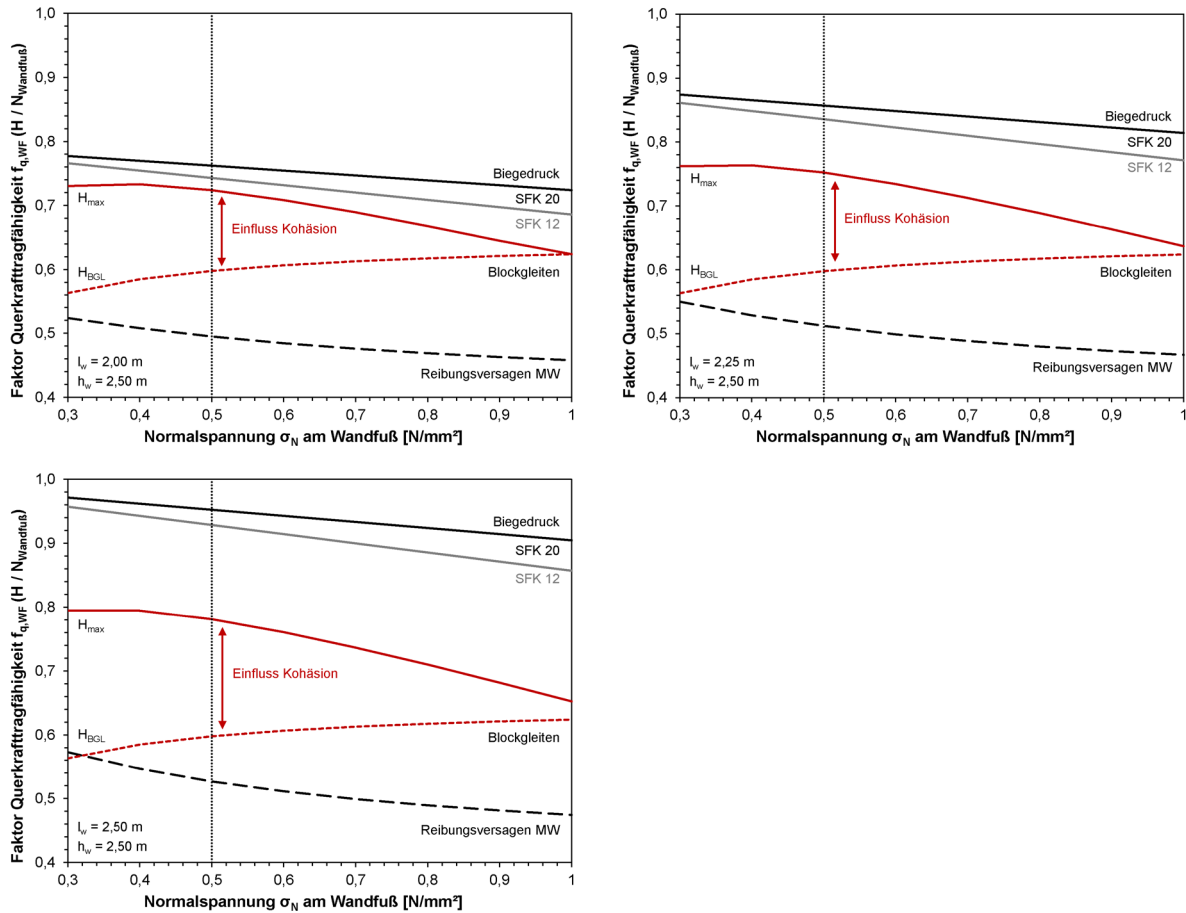 Faktor Querkrafttragfähigkeit f_q,WF (H / N_Wandfuß)
1,0
0,9
0,8
0,7
0,6
0,5
0,4
Biegedruck
SFK 20
SFK 12
H_max
Einfluss Kohäsion
H_BGL
Blockgleiten
Reibungsversagen MW
l_w = 2,00 m
h_w = 2,50 m
0,3 0,4 0,5 0,6 0,7 0,8 0,9 1
Normalspannung σ_N am Wandfuß [N/mm²]
Faktor Querkrafttragfähigkeit f_q,WF (H / N_Wandfuß)
1,0
0,9
0,8
0,7
0,6
0,5
0,4
Biegedruck
SFK 20
SFK 12
H_max
Einfluss Kohäsion
H_BGL
Blockgleiten
Reibungsversagen MW
l_w = 2,25 m
h_w = 2,50 m
0,3 0,4 0,5 0,6 0,7 0,8 0,9 1
Normalspannung σ_N am Wandfuß [N/mm²]
Faktor Querkrafttragfähigkeit f_q,WF (H / N_Wandfuß)
1,0
0,9
0,8
0,7
0,6
0,5
0,4
Biegedruck
SFK 20
SFK 12
H_max
Einfluss Kohäsion
H_BGL
Blockgleiten
Reibungsversagen MW
l_w = 2,50 m
h_w = 2,50 m
0,3 0,4 0,5 0,6 0,7 0,8 0,9 1
Normalspannung σ_N am Wandfuß [N/mm²]